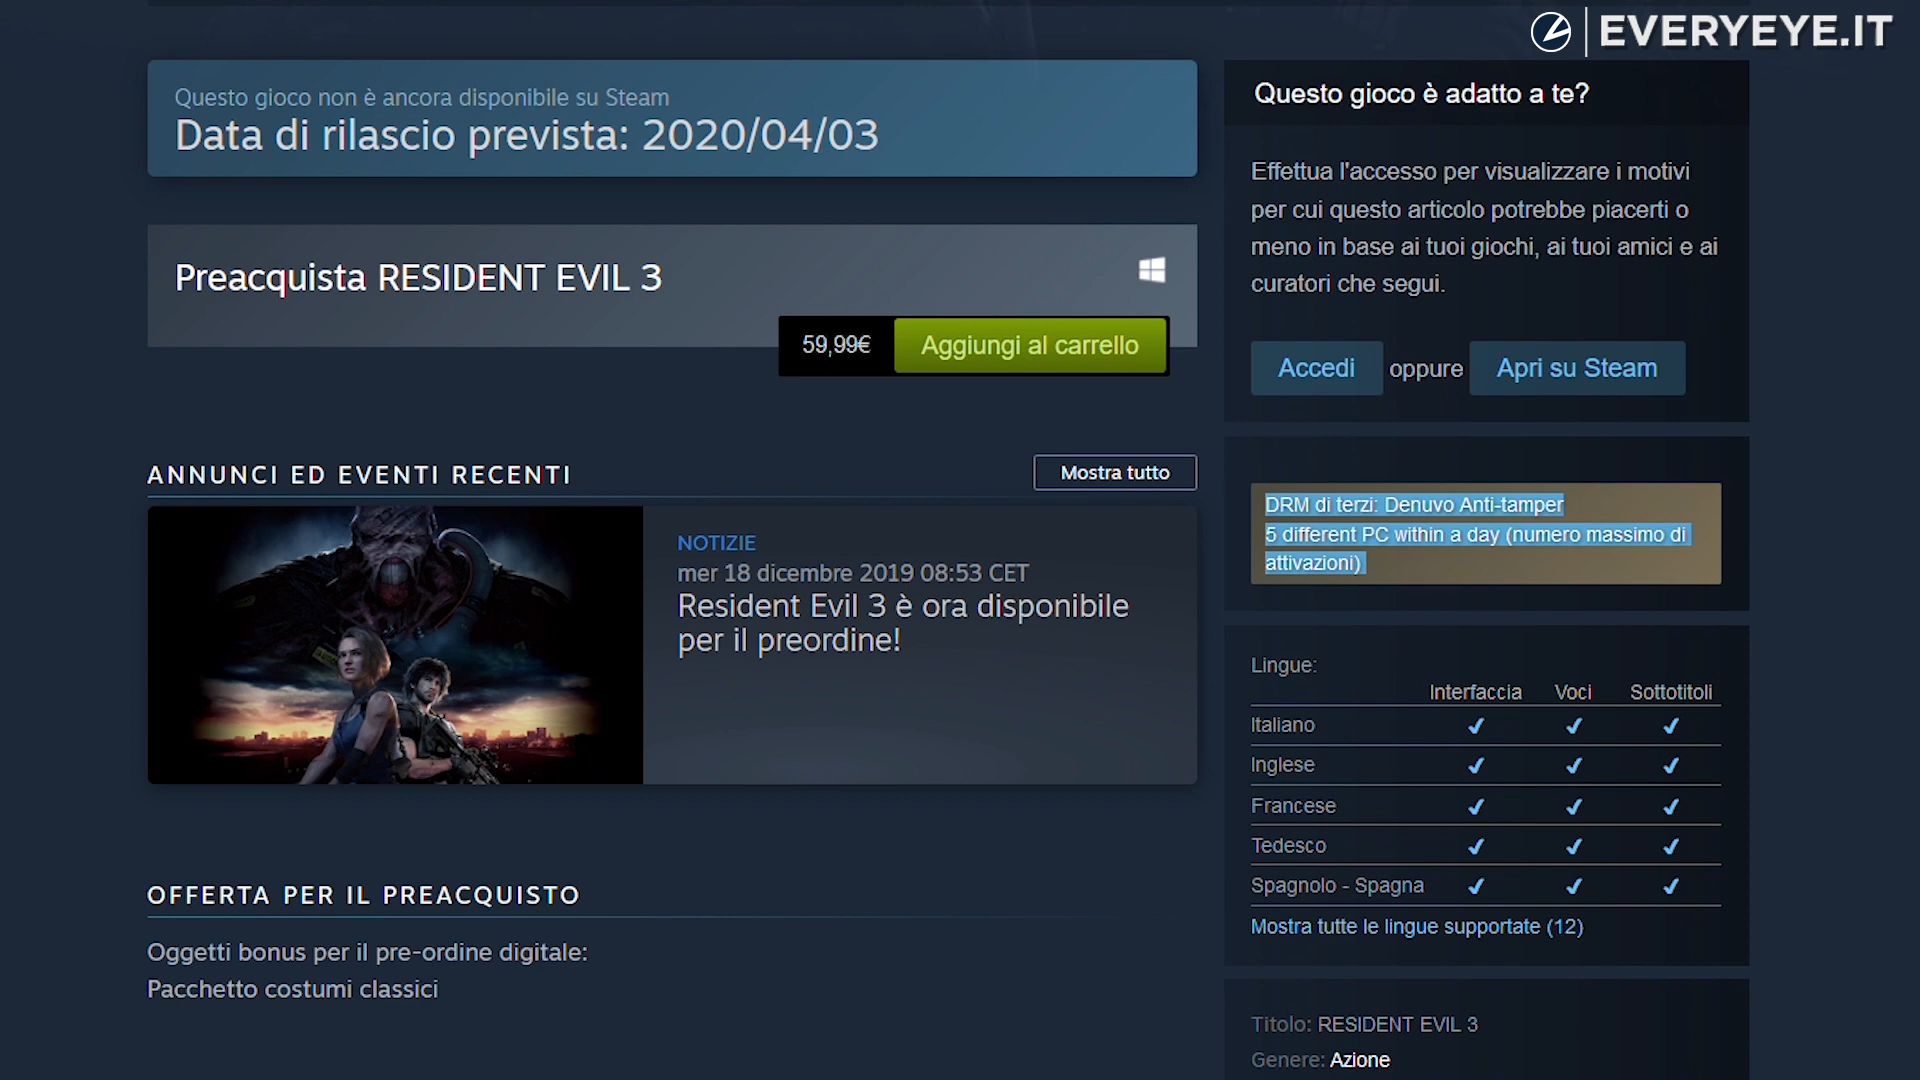 EVERYEYE.IT
Questo gioco non è ancora disponibile su Steam
Data di rilascio prevista: 2020/04/03
Preacquista RESIDENT EVIL 3
59,99€
Aggiungi al carrello
ANNUNCI ED EVENTI RECENTI
Mostra tutto
NOTIZIE
mer 18 dicembre 2019 08:53 CET
Resident Evil 3 è ora disponibile
per il preordine!
OFFERTA PER IL PREACQUISTO
Oggetti bonus per il pre-ordine digitale:
Pacchetto costumi classici
Questo gioco è adatto a te?
Effettua l'accesso per visualizzare i motivi
per cui questo articolo potrebbe piacerti o
meno in base ai tuoi giochi, ai tuoi amici e ai
curatori che segui.
Accedi oppure Apri su Steam
DRM di terzi: Denuvo Anti-tamper
5 different PC within a day (numero massimo di
attivazioni)
Lingue:
Interfaccia Voci Sottotitoli
Italiano ✔ ✔ ✔
Inglese ✔ ✔ ✔
Francese ✔ ✔ ✔
Tedesco ✔ ✔ ✔
Spagnolo - Spagna ✔ ✔ ✔
Mostra tutte le lingue supportate (12)
Titolo: RESIDENT EVIL 3
Genere: Azione